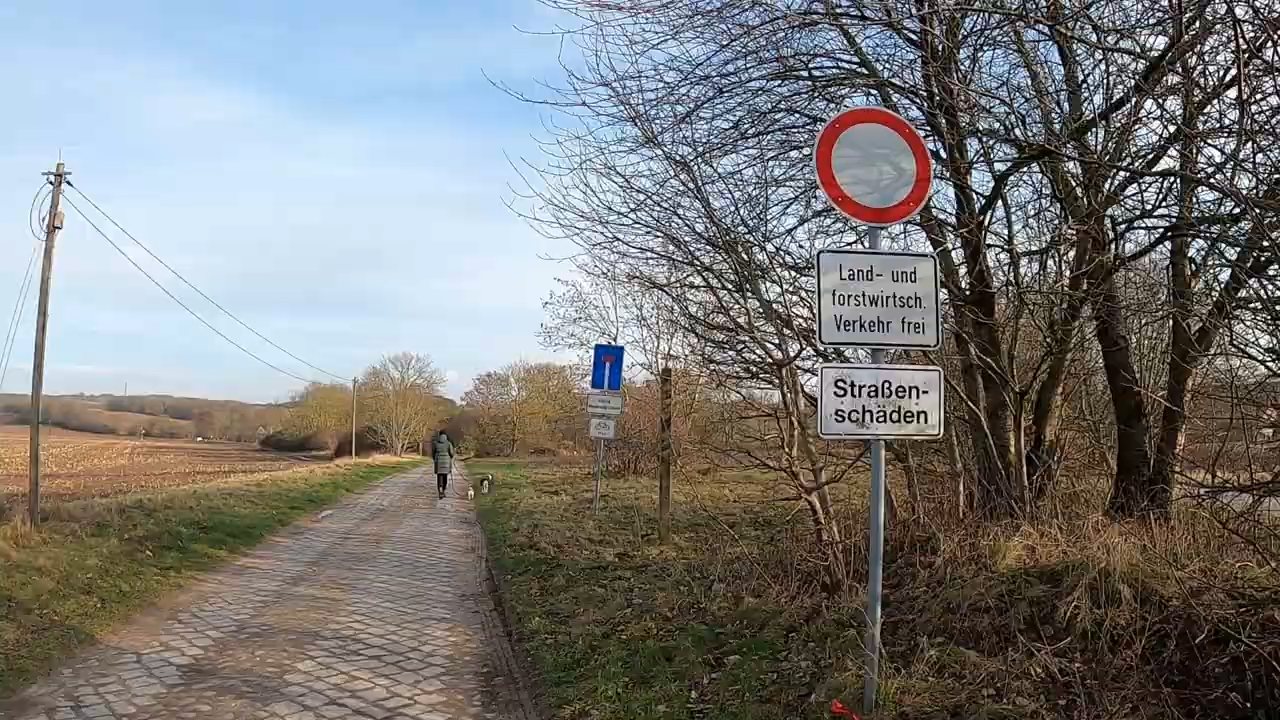 Land- und
forstwirtsch.
Verkehr frei
Straßen-
schäden